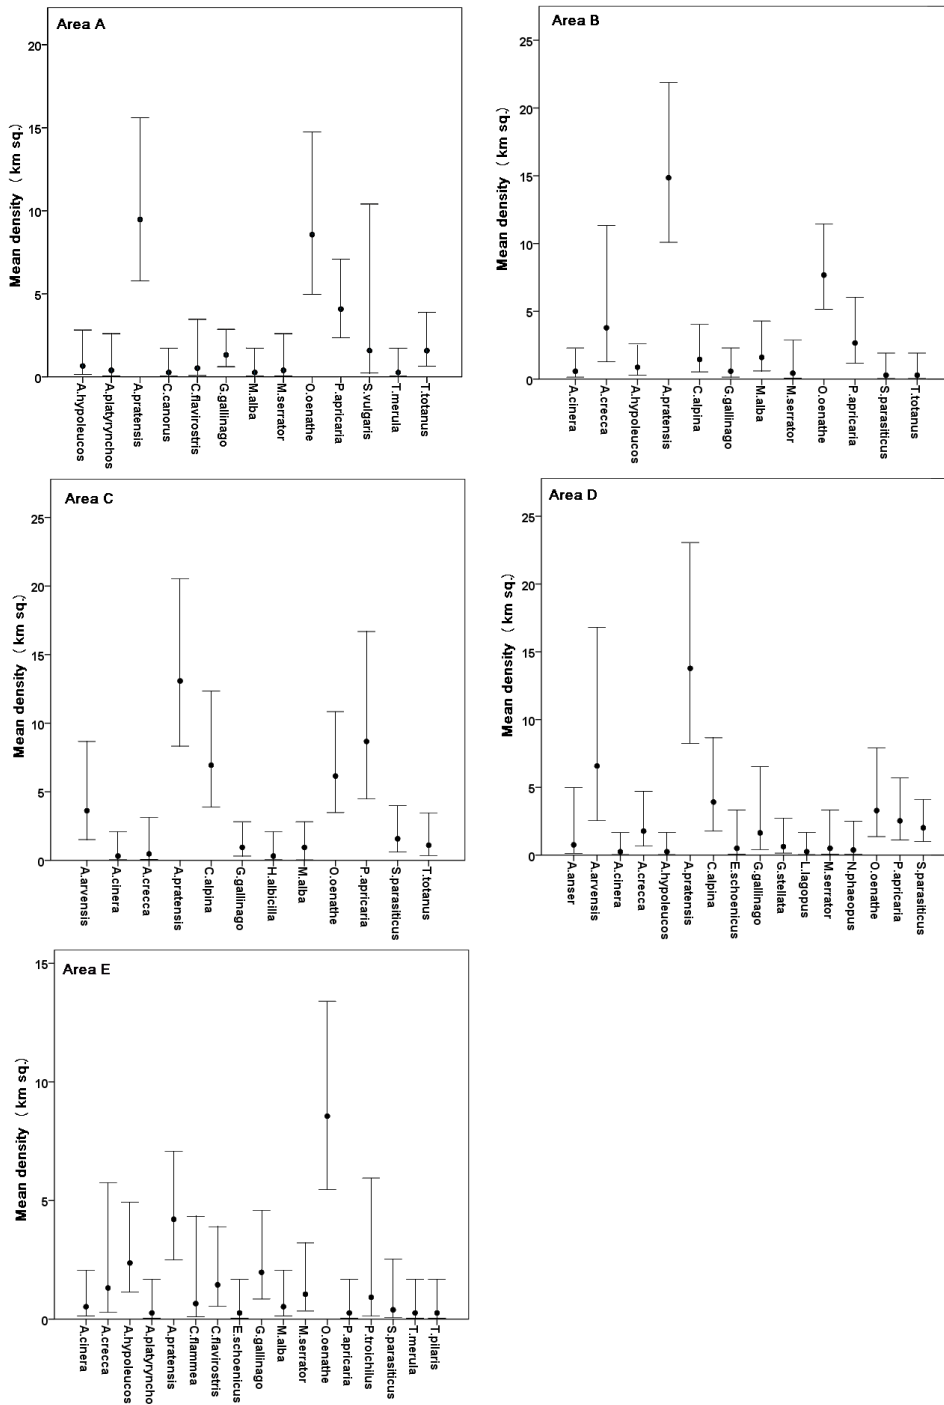 Area A
Mean density ( km sq.)
20
15
10
5
0
A.hypoleucos
A.platyrynchos
A.pratensis
C.canorus
C.flavirostris
G.gallinago
M.alba
M.serrator
O.oenathe
P.apricaria
S.vulgaris
T.merula
T.totanus
Area B
Mean density ( km sq.)
25
20
15
10
5
0
A.cinera
A.crecca
A.hypoleucos
A.pratensis
C.alpina
G.gallinago
M.alba
M.serrator
O.oenathe
P.apricaria
S.parasiticus
T.totanus
Area C
Mean density ( km sq.)
25
20
15
10
5
0
A.arvensis
A.cinera
A.crecca
A.pratensis
C.alpina
G.gallinago
H.albicilla
M.alba
O.oenathe
P.apricaria
S.parasiticus
T.totanus
Area D
Mean density ( km sq.)
25
20
15
10
5
0
A.anser
A.arvensis
A.cinera
A.crecca
A.hypoleucos
A.pratensis
C.alpina
E.schoenicus
G.gallinago
G.stellata
L.lagopus
M.serrator
N.phaeopus
O.oenathe
P.apricaria
S.parasiticus
Area E
Mean density ( km sq.)
15
10
5
0
A.cinera
A.crecca
A.hypoleucos
A.platyryncho
A.pratensis
C.flammea
C.flavirostris
E.schoenicus
G.gallinago
M.alba
M.serrator
O.oenathe
P.apricaria
P.troichilus
S.parasiticus
T.merula
T.pilaris